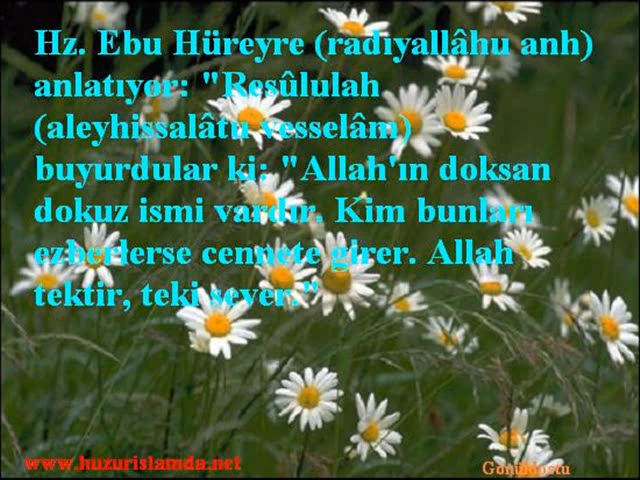 Hz. Ebu Hüreyre (radıyallâhu anh)
anlatıyor: "Resûlulah
(aleyhissalâtu vesselâm)
buyurdular ki: "Allah'ın doksan
dokuz ismi vardır. Kim bunları
ezberlerse cennete girer. Allah
tektir, teki sever."
www.huzurislamda.net
Gönüldostu